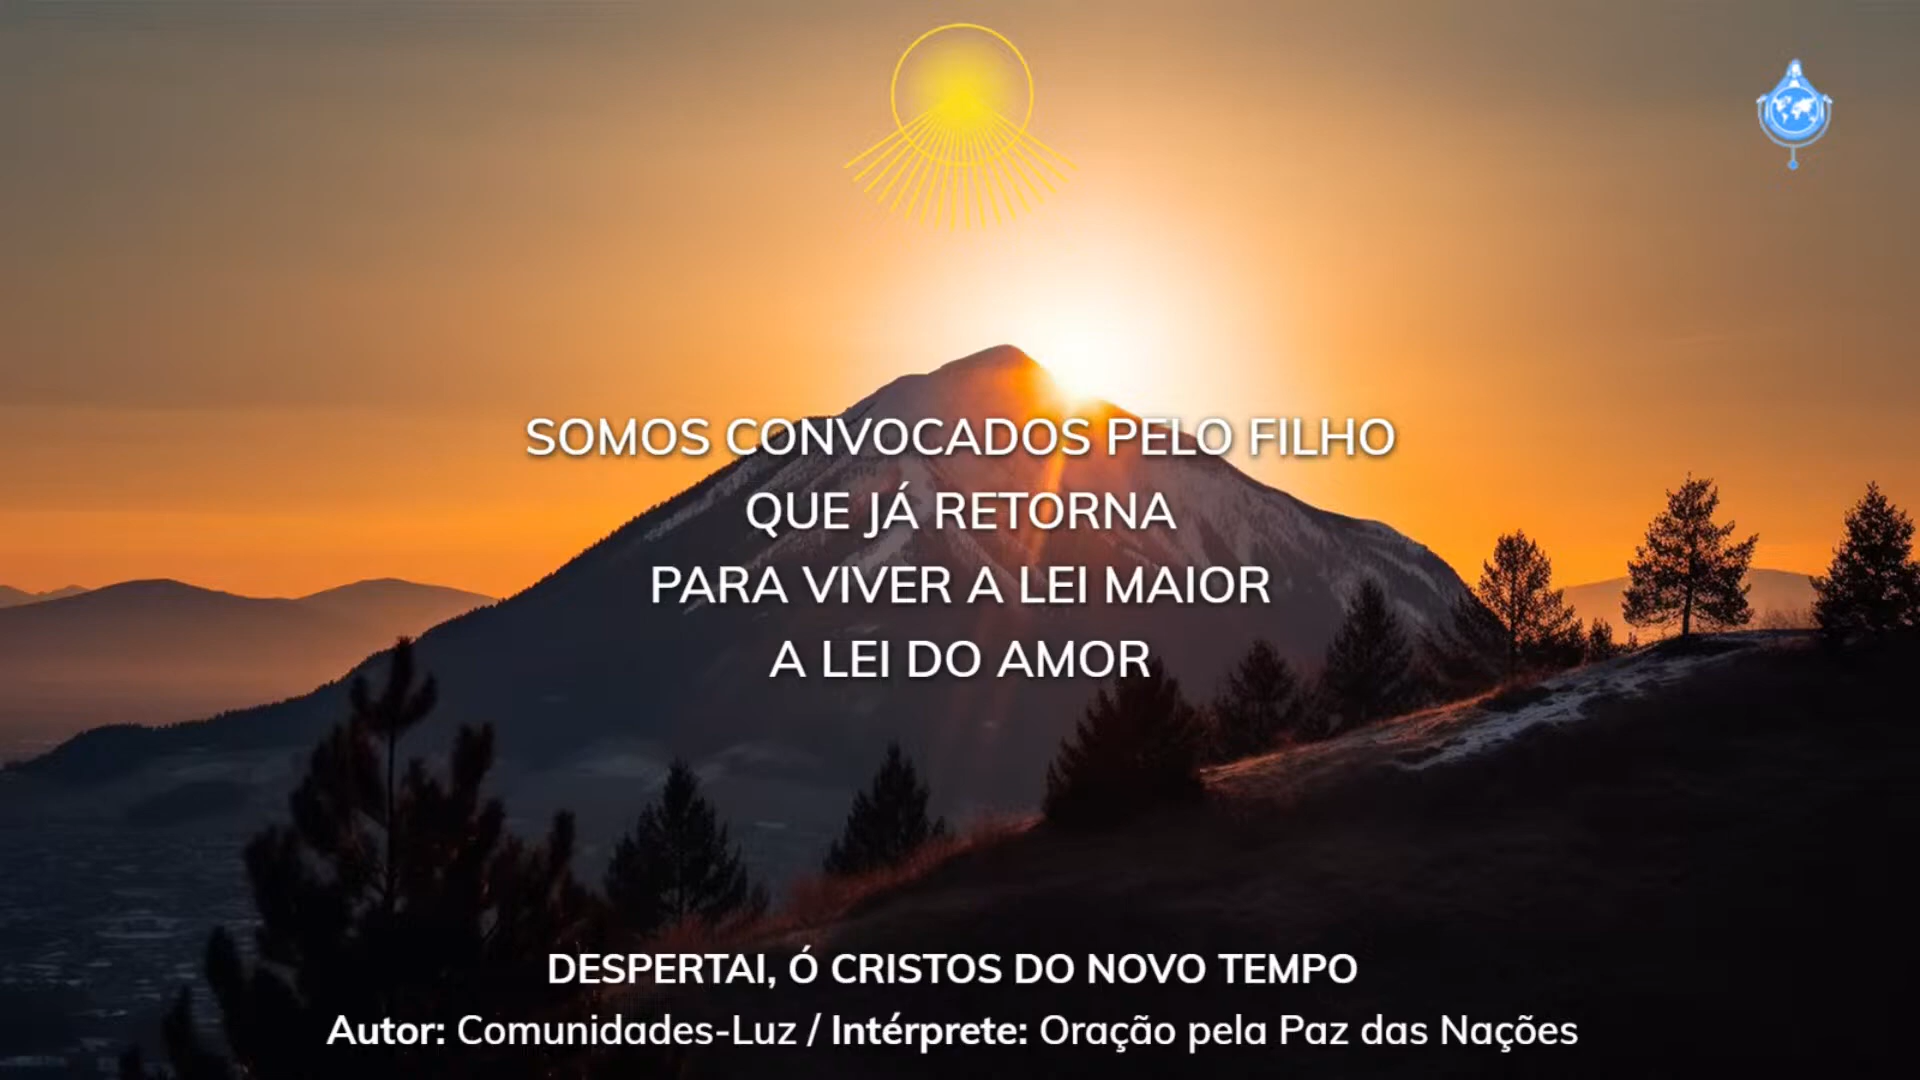 SOMOS CONVOCADOS PELO FILHO
QUE JÁ RETORNA
PARA VIVER A LEI MAIOR
A LEI DO AMOR
DESPERTAI, Ó CRISTOS DO NOVO TEMPO
Autor: Comunidades-Luz / Intérprete: Oração pela Paz das Nações